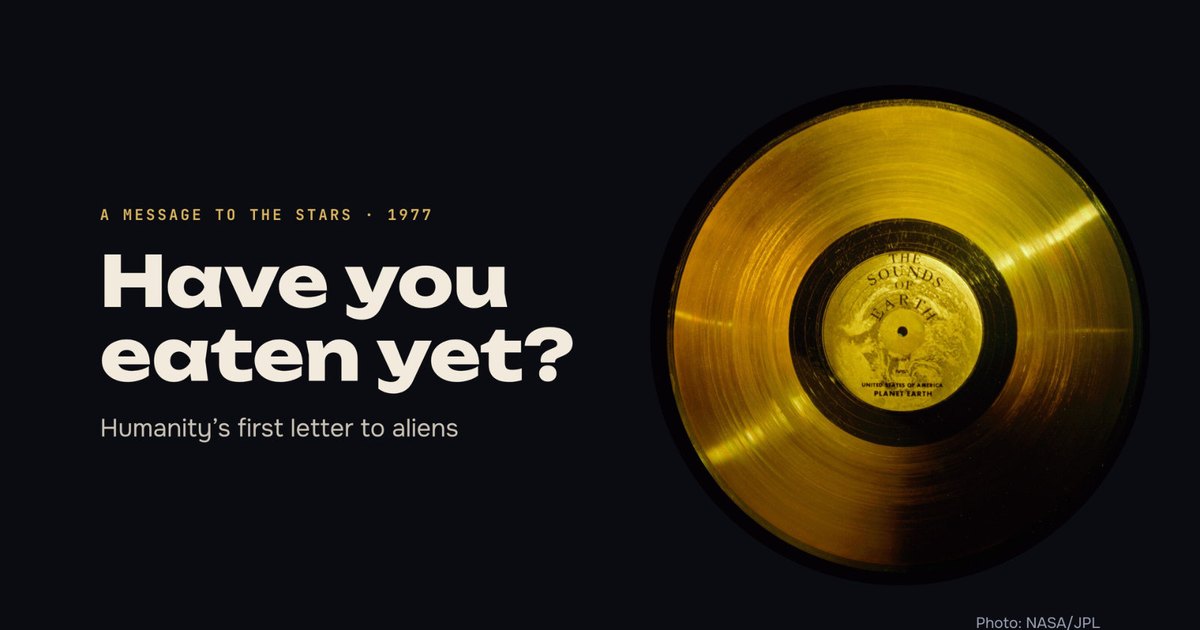 A MESSAGE TO THE STARS · 1977
Have you
eaten yet?
Humanity’s first letter to aliens
THE
SOUNDS
OF
EARTH
NASA
UNITED STATES OF AMERICA
PLANET EARTH
Photo: NASA/JPL